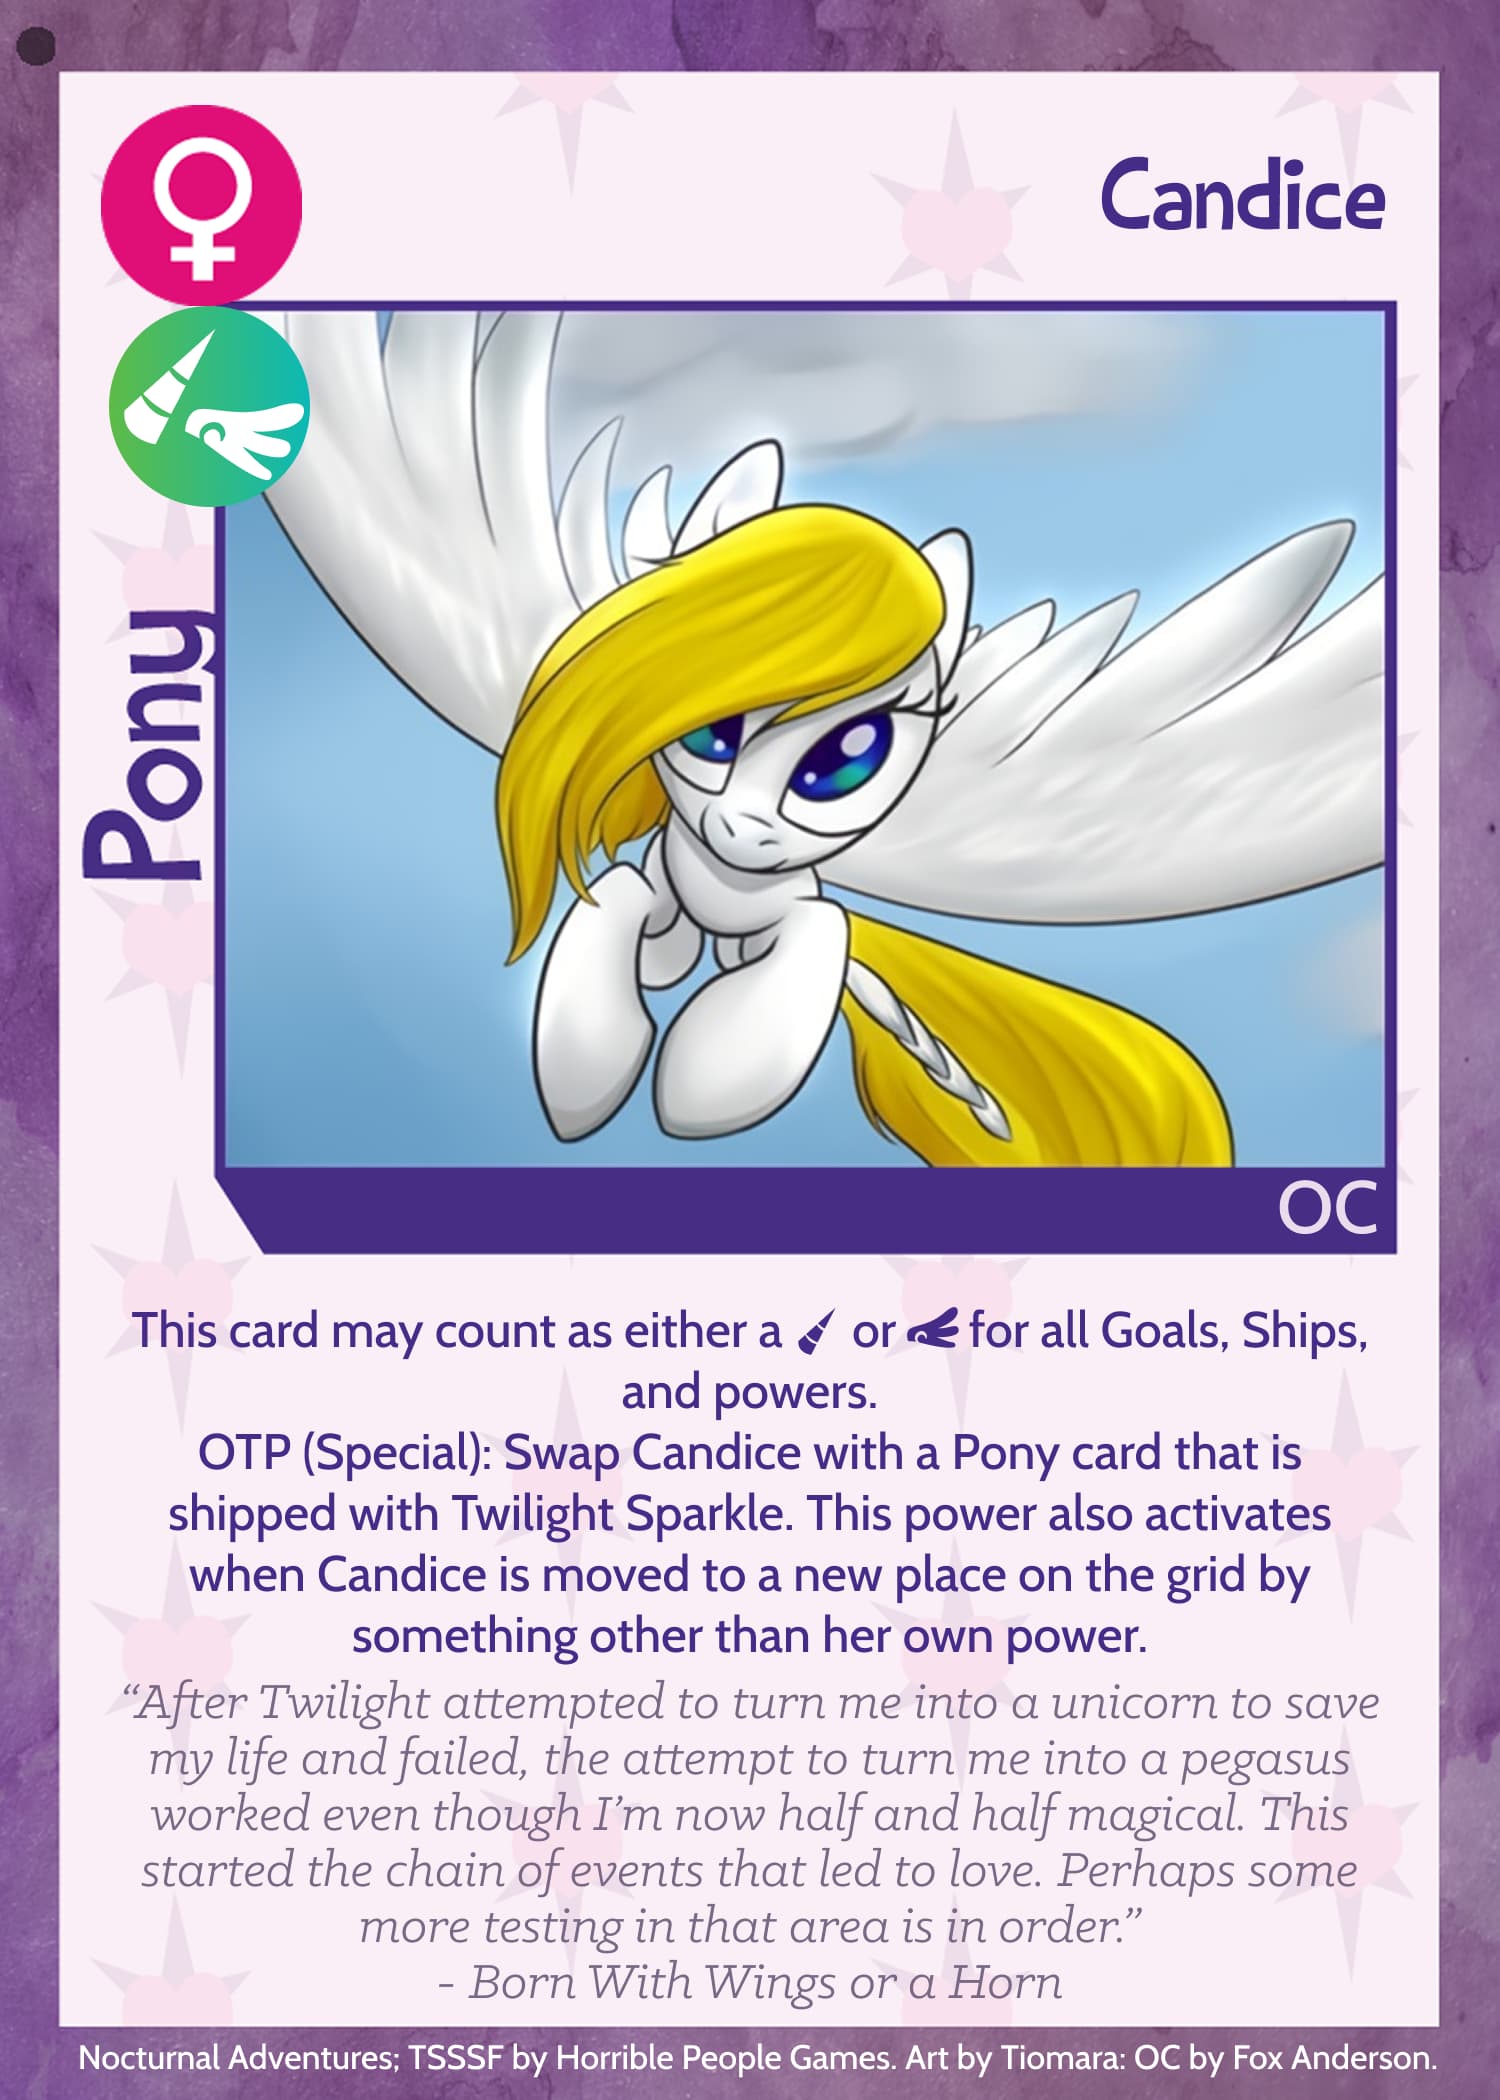 Candice
Pony
OC
This card may count as either a or for all Goals, Ships,
and powers.
OTP (Special): Swap Candice with a Pony card that is
shipped with Twilight Sparkle. This power also activates
when Candice is moved to a new place on the grid by
something other than her own power.
“After Twilight attempted to turn me into a unicorn to save
my life and failed, the attempt to turn me into a pegasus
worked even though I’m now half and half magical. This
started the chain of events that led to love. Perhaps some
more testing in that area is in order.”
- Born With Wings or a Horn
Nocturnal Adventures; TSSSF by Horrible People Games. Art by Tiomara: OC by Fox Anderson.